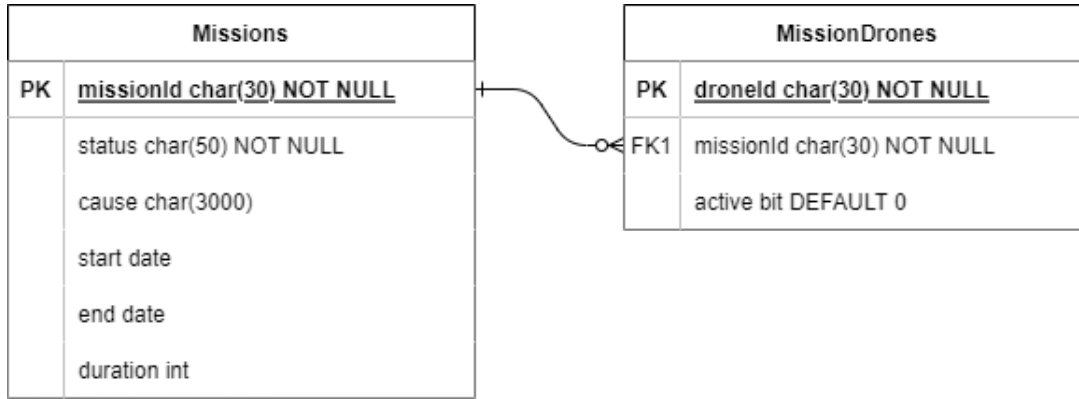 Missions
PK missionId char(30) NOT NULL
status char(50) NOT NULL
cause char(3000)
start date
end date
duration int
MissionDrones
PK droneId char(30) NOT NULL
FK1 missionId char(30) NOT NULL
active bit DEFAULT 0